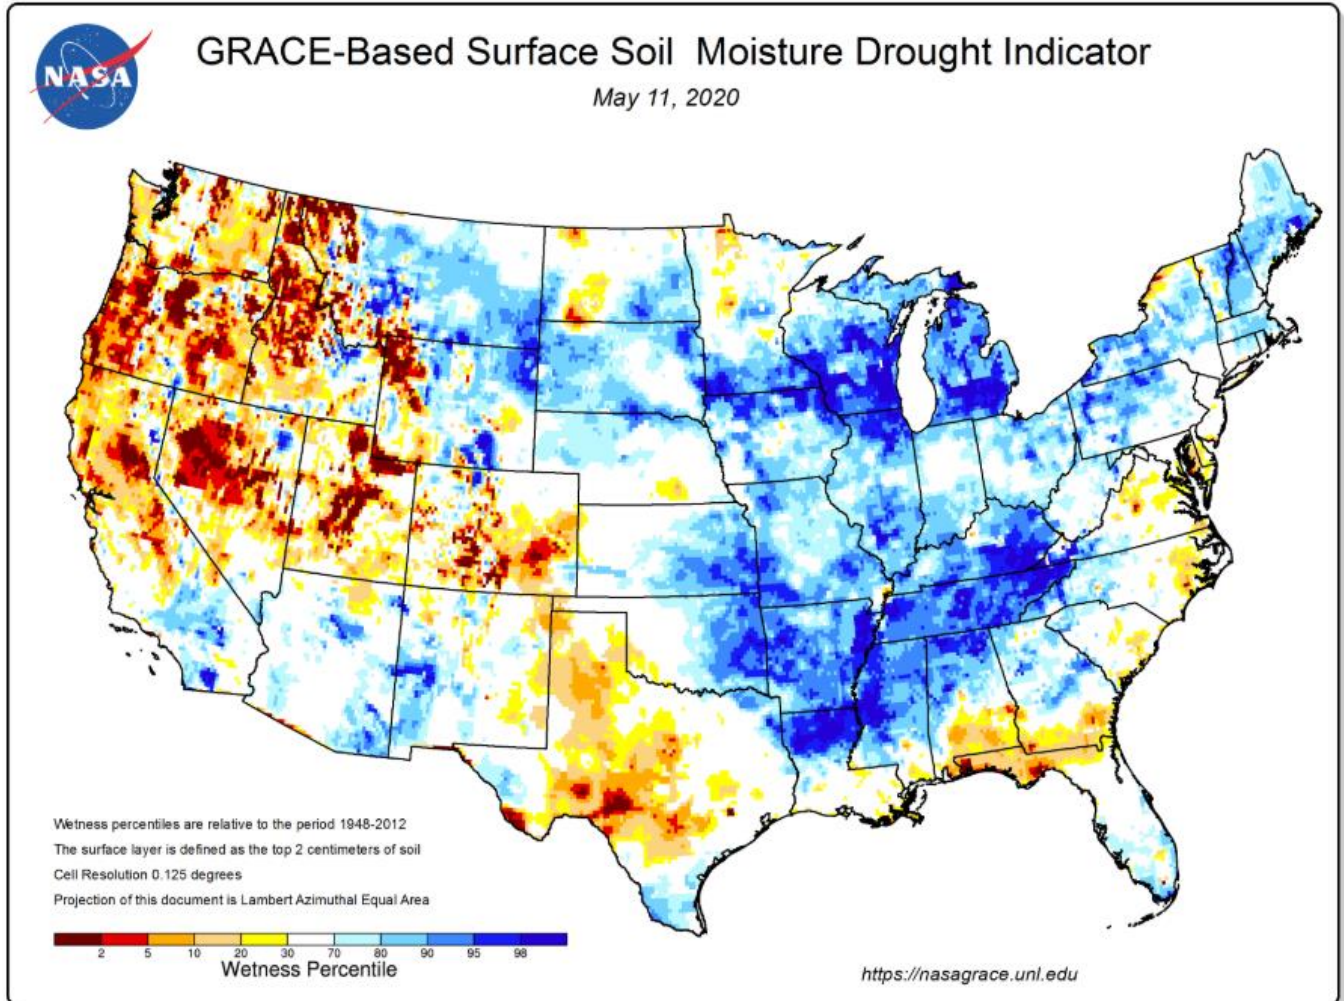 NASA
GRACE-Based Surface Soil  Moisture Drought Indicator
May 11, 2020
Wetness percentiles are relative to the period 1948-2012
The surface layer is defined as the top 2 centimeters of soil
Cell Resolution 0.125 degrees
Projection of this document is Lambert Azimuthal Equal Area
2 5 10 20 30 70 80 90 95 98
Wetness Percentile
https://nasagrace.unl.edu